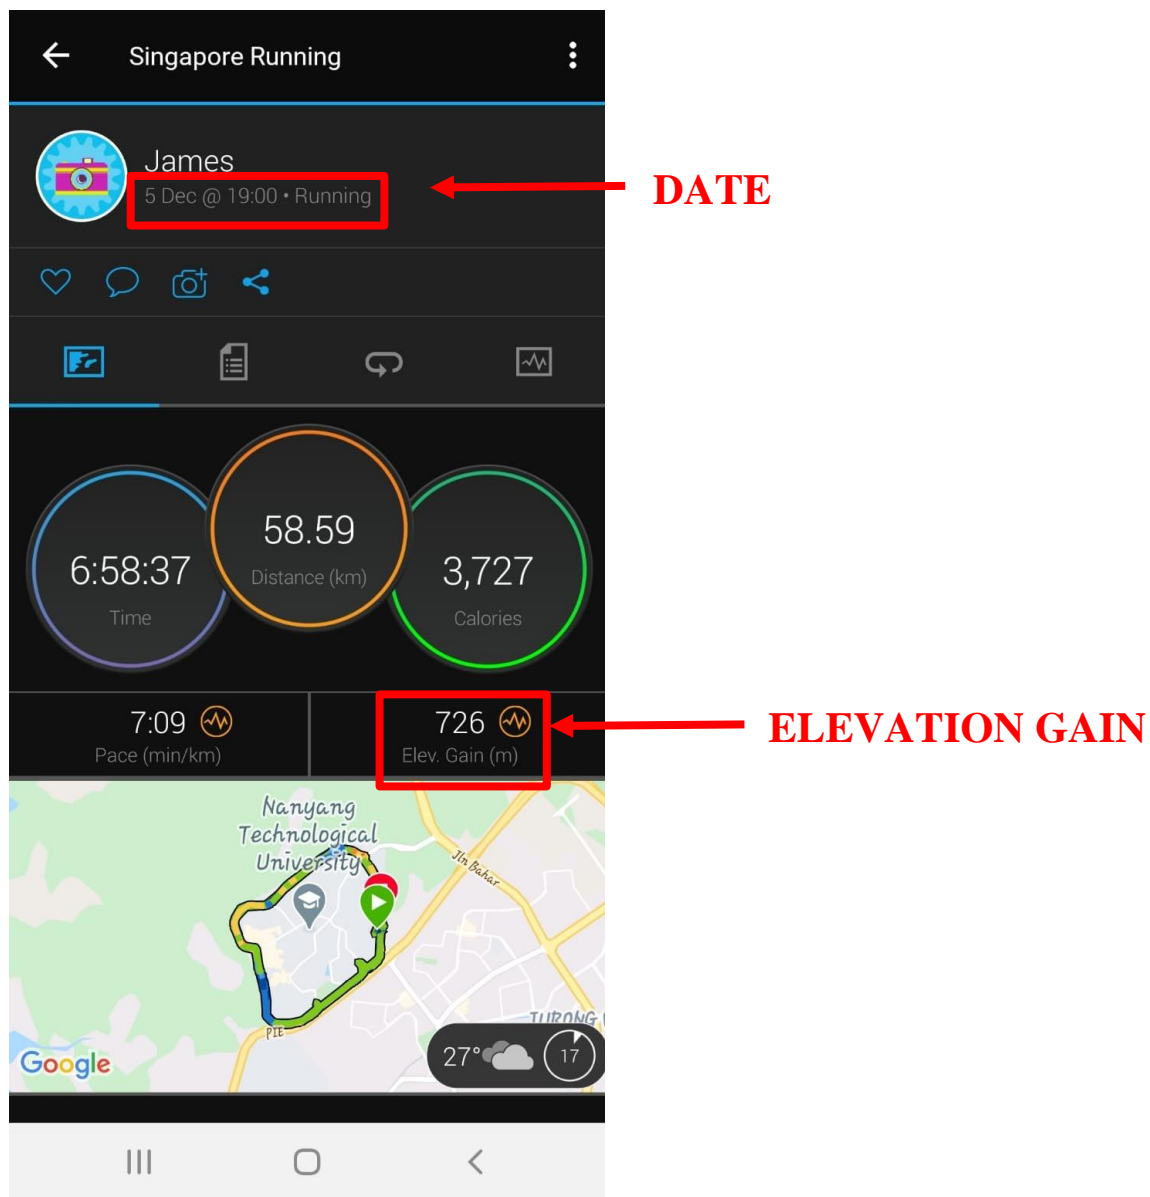 Singapore Running
James
5 Dec @ 19:00 • Running
DATE
58.59
Distance (km)
6:58:37
Time
3,727
Calories
7:09
Pace (min/km)
726
Elev. Gain (m)
ELEVATION GAIN
Nanyang
Technological
University
Jln Bahar
PIE
Google
27°
17